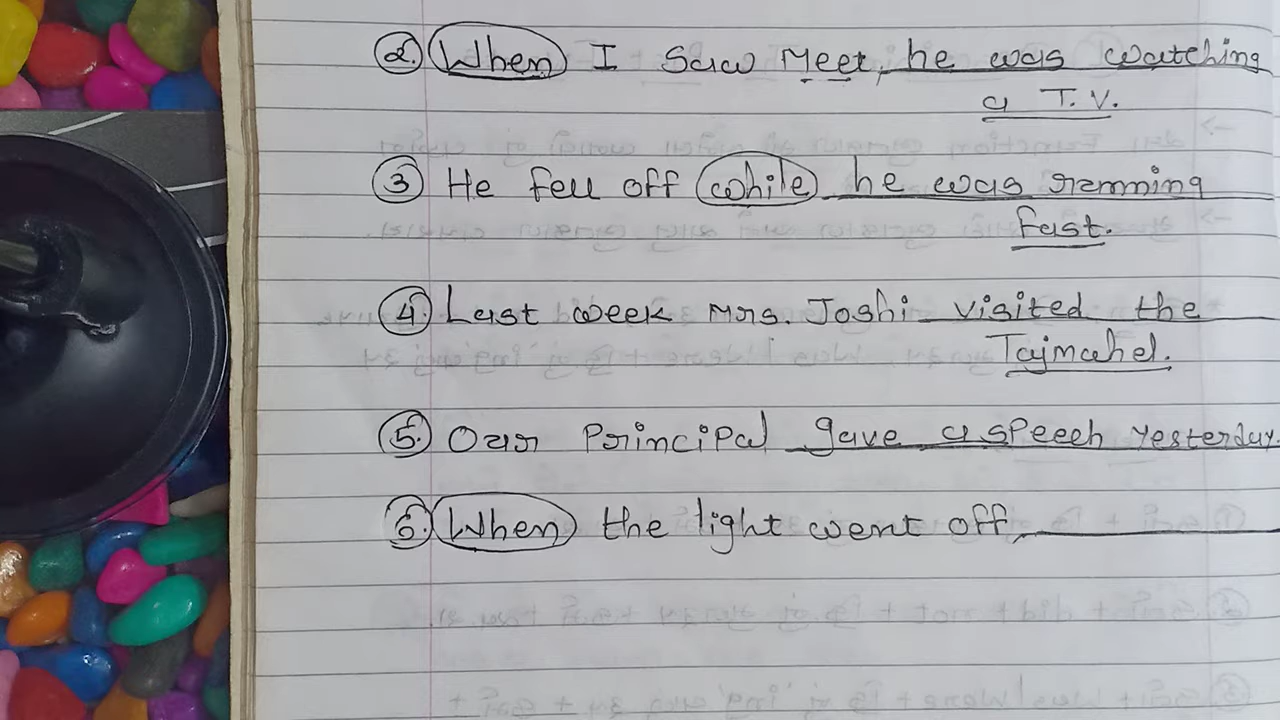 2. When I saw Meet, he was watching
a T.V.
3 He fell off while he was running
fast.
4. Last week Mrs. Joshi visited the
Tajmahel.
5. Our Principal gave a speech yesterday.
6. When the light went off,